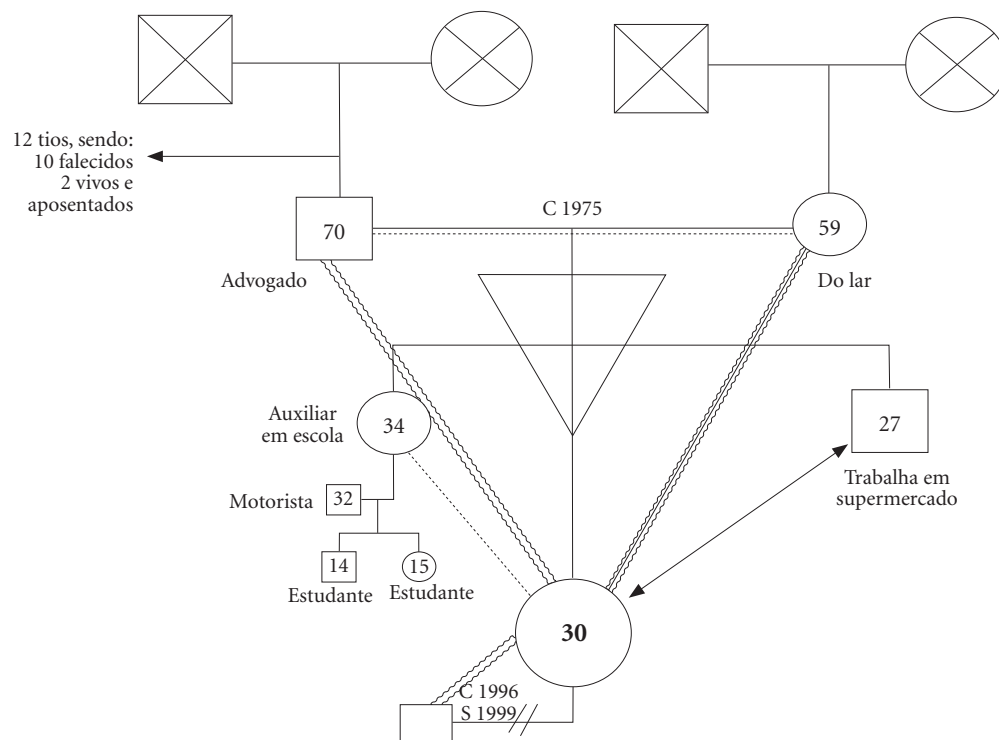 12 tios, sendo:
10 falecidos
2 vivos e
aposentados
C 1975
70
59
Advogado
Do lar
Auxiliar
em escola
34
27
Trabalha em
supermercado
Motorista
32
14
15
Estudante
Estudante
30
C 1996
S 1999